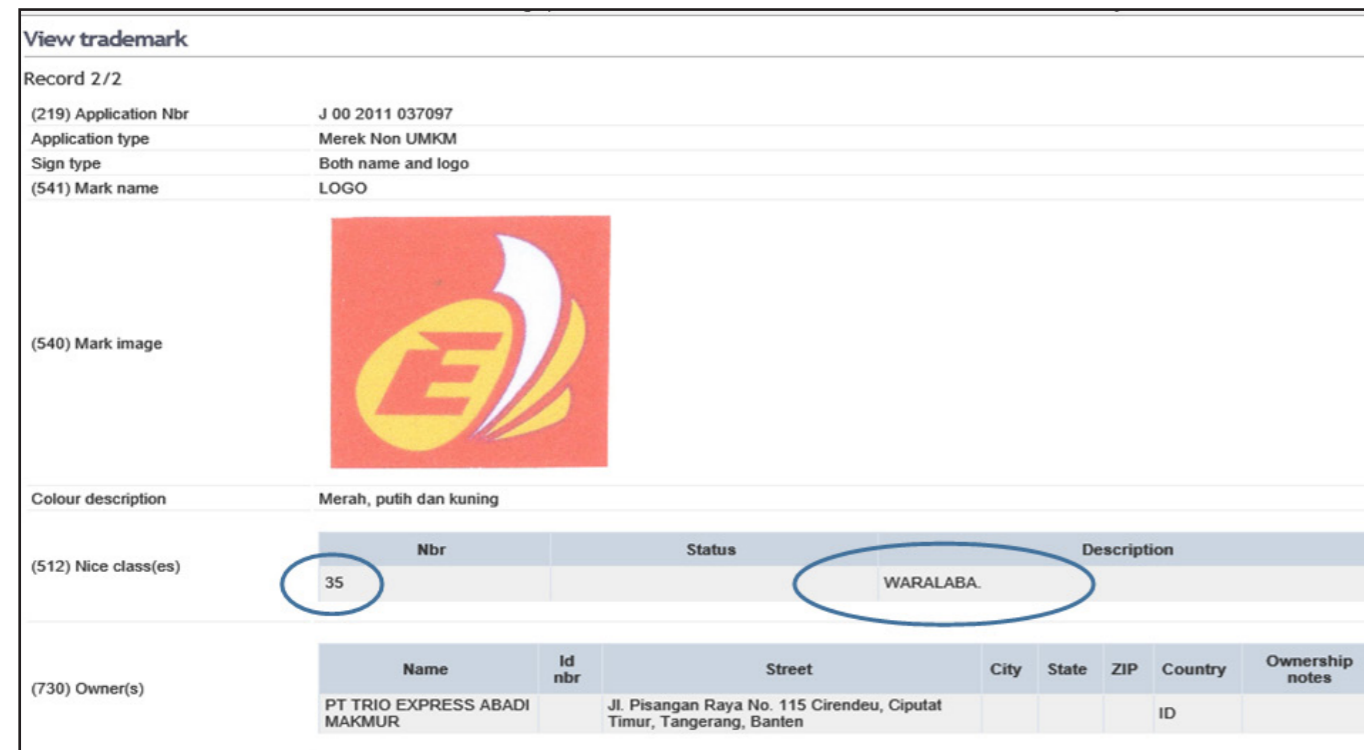 View trademark
Record 2/2
(219) Application Nbr J 00 2011 037097
Application type Merek Non UMKM
Sign type Both name and logo
(541) Mark name LOGO
(540) Mark image
E
Colour description Merah, putih dan kuning
(512) Nice class(es)
Nbr Status Description
35 WARALABA.
(730) Owner(s)
Name Id nbr Street City State ZIP Country Ownership notes
PT TRIO EXPRESS ABADI MAKMUR Jl. Pisangan Raya No. 115 Cirendeu, Ciputat Timur, Tangerang, Banten ID